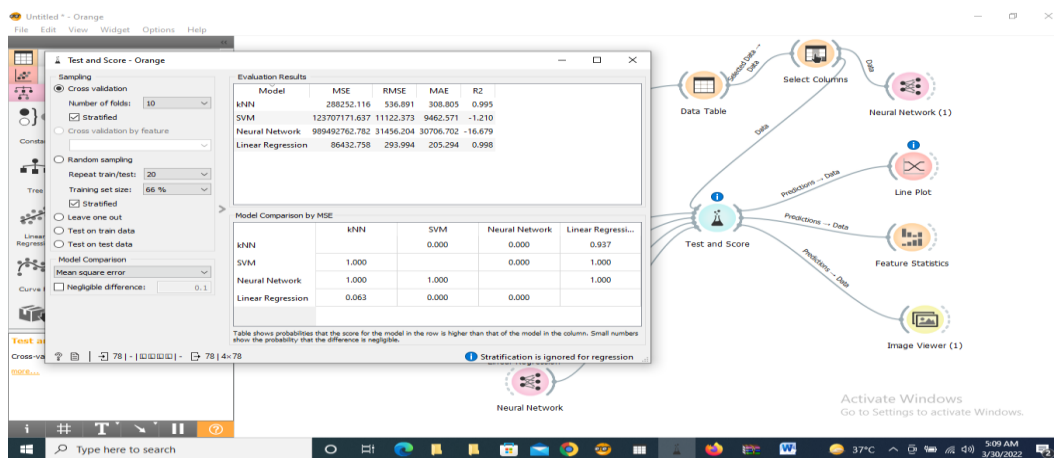 Untitled * - Orange
File Edit View Widget Options Help
Test and Score - Orange
Sampling
Cross validation
Number of folds: 10
Stratified
Cross validation by feature
Random sampling
Repeat train/test: 20
Training set size: 66 %
Stratified
Leave one out
Test on train data
Test on test data
Model Comparison
Mean square error
Negligible difference: 0.1
Evaluation Results
Model MSE RMSE MAE R2
kNN 288252.116 536.891 308.805 0.995
SVM 123707171.637 11122.373 9462.571 -1.210
Neural Network 989492762.782 31456.204 30706.702 -16.679
Linear Regression 86432.758 293.994 205.294 0.998
Model Comparison by MSE
kNN SVM Neural Network Linear Regressi...
kNN 0.000 0.000 0.937
SVM 1.000 0.000 1.000
Neural Network 1.000 1.000 1.000
Linear Regression 0.063 0.000 0.000
Table shows probabilities that the score for the model in the row is higher than that of the model in the column. Small numbers
show the probability that the difference is negligible.
78 | - | - 78 | 4×78
Stratification is ignored for regression
Consta
Tree
Linear
Regressi
Curve
Test a
Cross-va
more...
Selected Data → Data
Select Columns
Data
Data Table
Neural Network (1)
Data
Predictions → Data
Line Plot
Test and Score
Predictions → Data
Feature Statistics
Predictions → Data
Image Viewer (1)
Neural Network
Activate Windows
Go to Settings to activate Windows.
Type here to search
37°C
5:09 AM
3/30/2022